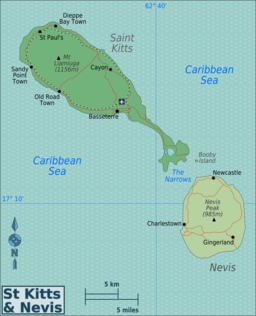 62° 40'
Dieppe
Bay Town
St Paul's
Saint
Kitts
Mt
Liamuiga
(1156m)
Cayon
Sandy
Point
Town
Caribbean
Sea
Old Road
Town
Basseterre
Caribbean
Sea
Booby
Island
The
Narrows
Newcastle
17° 10'
Nevis
Peak
(985m)
Charlestown
Gingerland
Nevis
St Kitts
& Nevis
5 km
5 miles